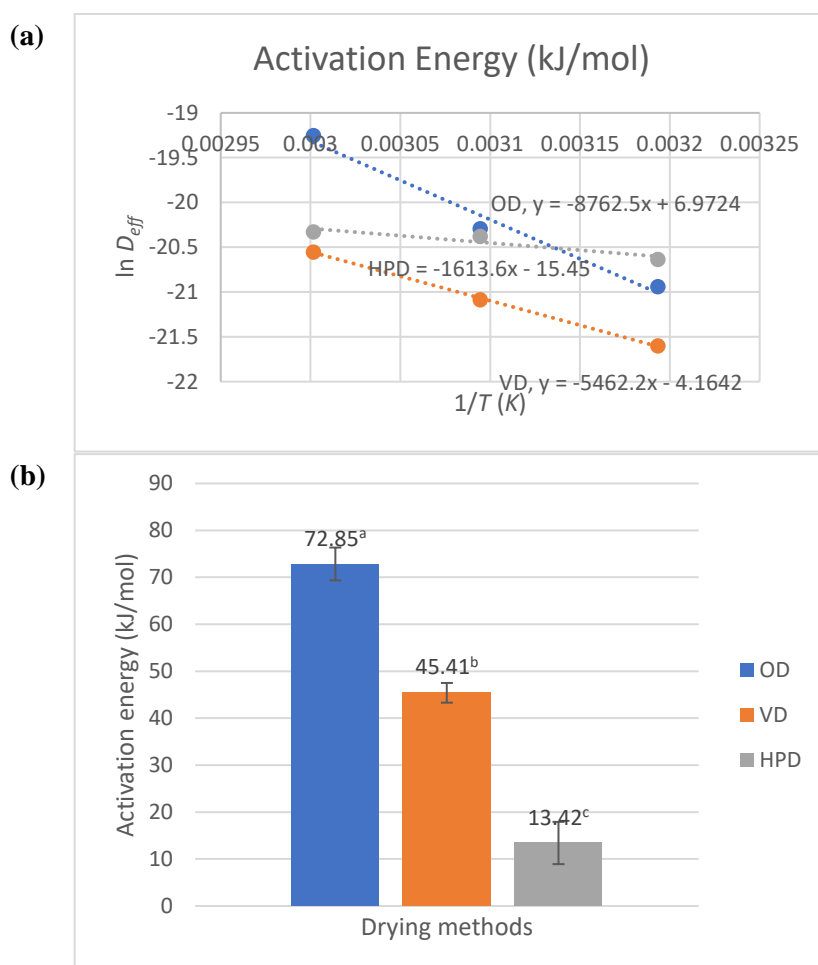 (a)
Activation Energy (kJ/mol)
-19
0.00295 0.003 0.00305 0.0031 0.00315 0.0032 0.00325
-19.5
-20
OD, y = -8762.5x + 6.9724
ln D_eff
-20.5
HPD = -1613.6x - 15.45
-21
-21.5
-22
VD, y = -5462.2x - 4.1642
1/T (K)
(b)
90
80
72.85ᵃ
70
60
50
45.41ᵇ
40
30
20
13.42ᶜ
10
0
Activation energy (kJ/mol)
Drying methods
OD
VD
HPD